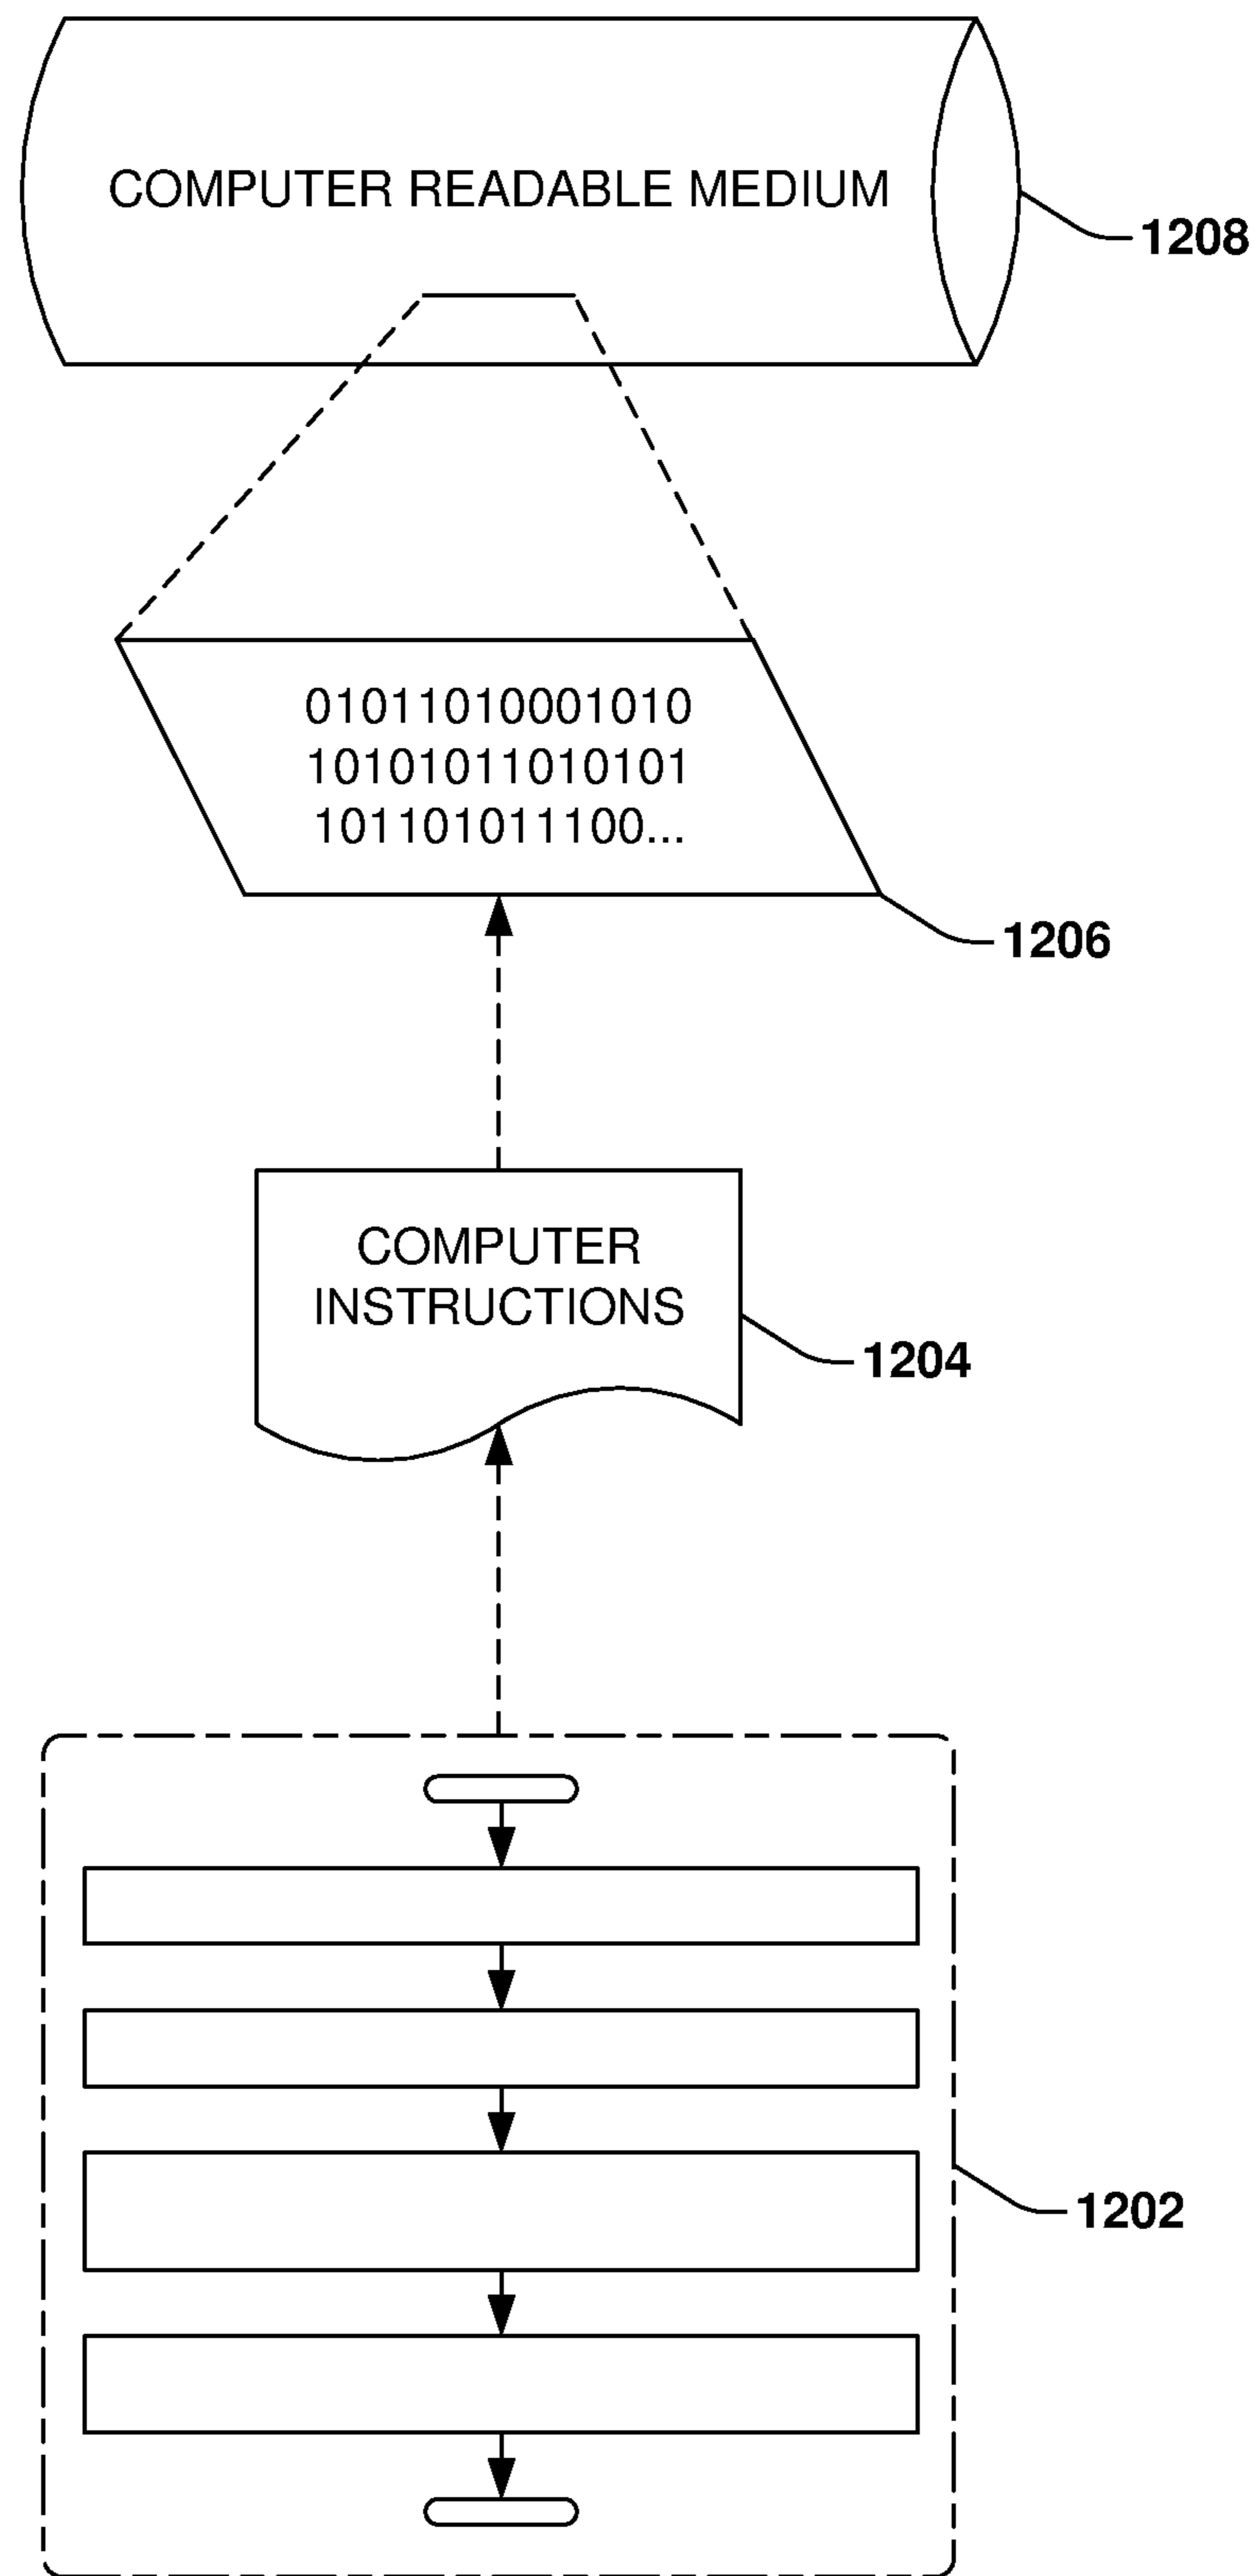 COMPUTER READABLE MEDIUM
1208
01011010001010
10101011010101
101101011100...
1206
COMPUTER
INSTRUCTIONS
1204
1202